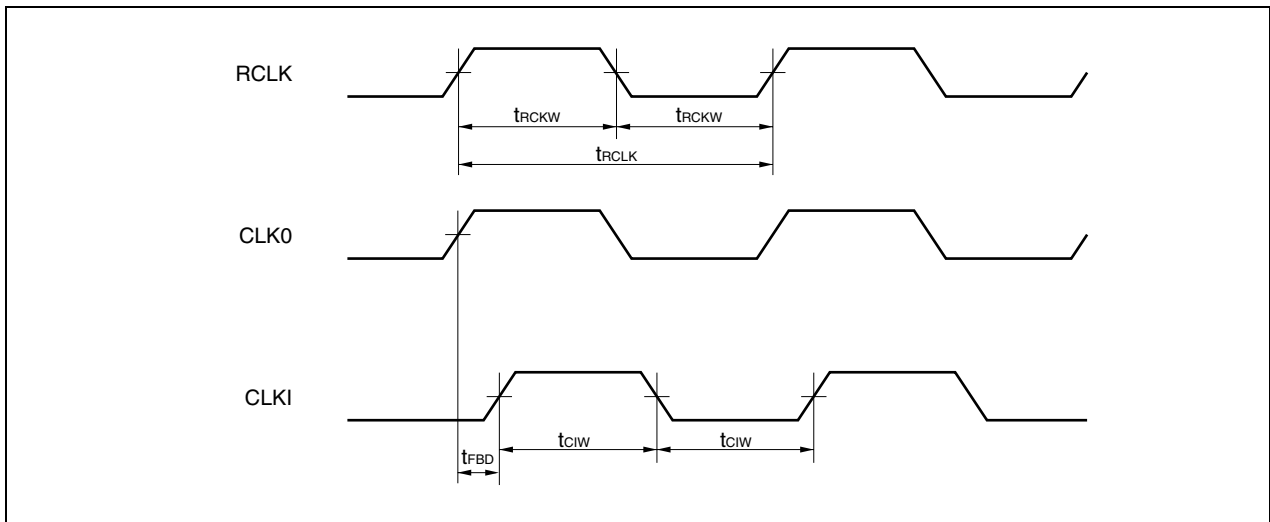 RCLK
tRCKW tRCKW
tRCLK
CLK0
CLKI
tCIW tCIW
tFBD